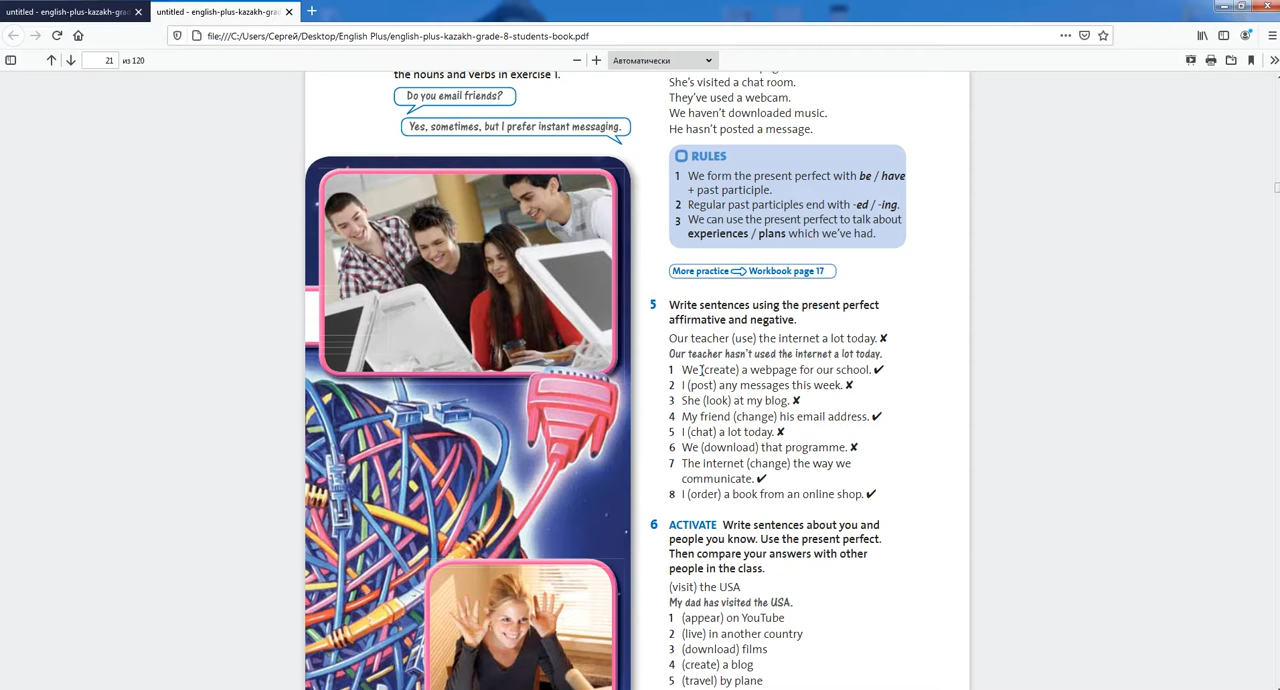 untitled - english-plus-kazakh-gra
untitled - english-plus-kazakh-grad
file:///C:/Users/Сергей/Desktop/English Plus/english-plus-kazakh-grade-8-students-book.pdf
21 из 120
Автоматически
the nouns and verbs in exercise 1.
Do you email friends?
Yes, sometimes, but I prefer instant messaging.
She's visited a chat room.
They've used a webcam.
We haven't downloaded music.
He hasn't posted a message.
RULES
1 We form the present perfect with be / have
+ past participle.
2 Regular past participles end with -ed / -ing.
3 We can use the present perfect to talk about
experiences / plans which we've had.
More practice ⇨ Workbook page 17
5 Write sentences using the present perfect
affirmative and negative.
Our teacher (use) the internet a lot today. ✘
Our teacher hasn't used the internet a lot today.
1 We (create) a webpage for our school. ✔
2 I (post) any messages this week. ✘
3 She (look) at my blog. ✘
4 My friend (change) his email address. ✔
5 I (chat) a lot today. ✘
6 We (download) that programme. ✘
7 The internet (change) the way we
communicate. ✔
8 I (order) a book from an online shop. ✔
6 ACTIVATE Write sentences about you and
people you know. Use the present perfect.
Then compare your answers with other
people in the class.
(visit) the USA
My dad has visited the USA.
1 (appear) on YouTube
2 (live) in another country
3 (download) films
4 (create) a blog
5 (travel) by plane